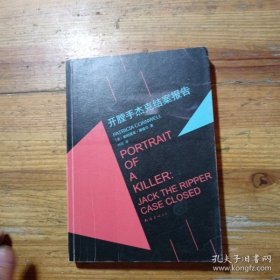 开膛手杰克结案报告
PATRICIA CORNWELL
PORTRAIT
OF
A
KILLER:
JACK THE RIPPER
CASE CLOSED